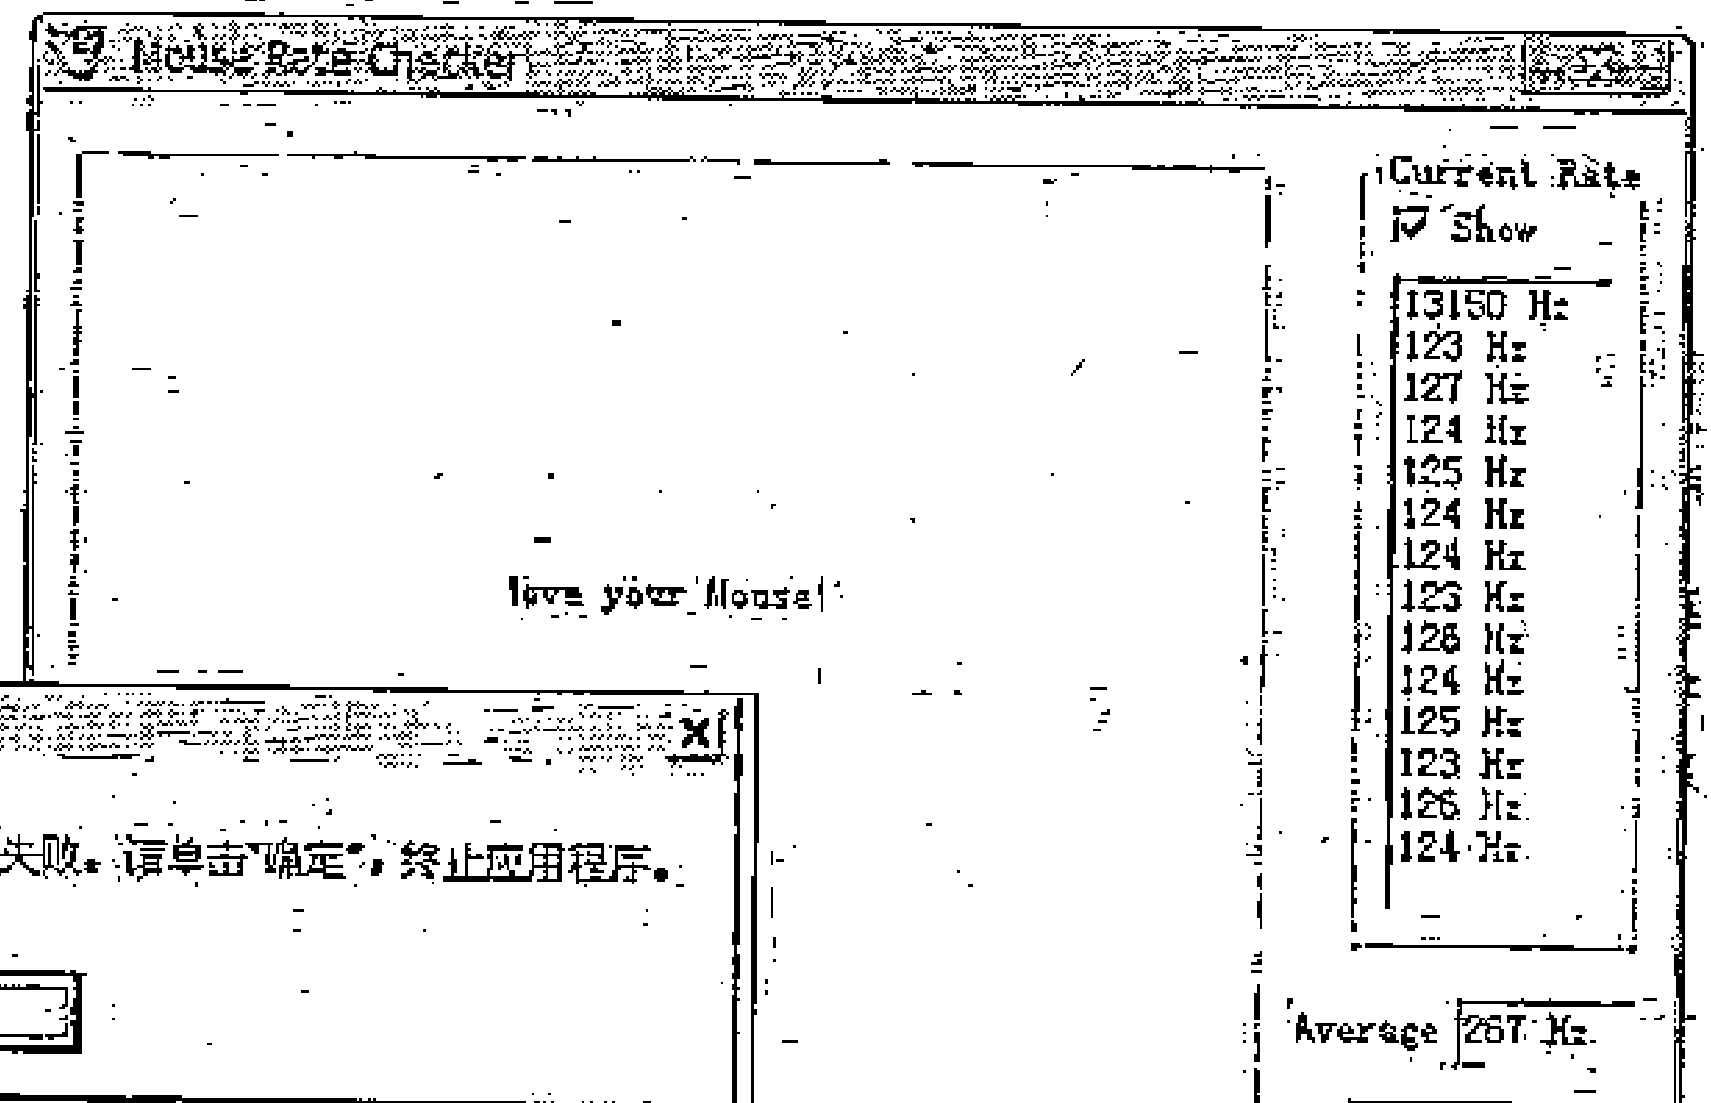 Mouse Rate Checker
Current Rate
Show
13150 Hz
123 Hz
127 Hz
124 Hz
125 Hz
124 Hz
124 Hz
123 Hz
126 Hz
124 Hz
125 Hz
123 Hz
126 Hz
124 Hz
Move your Mouse!
失败。请单击"确定",终止应用程序。
Average 267 Hz